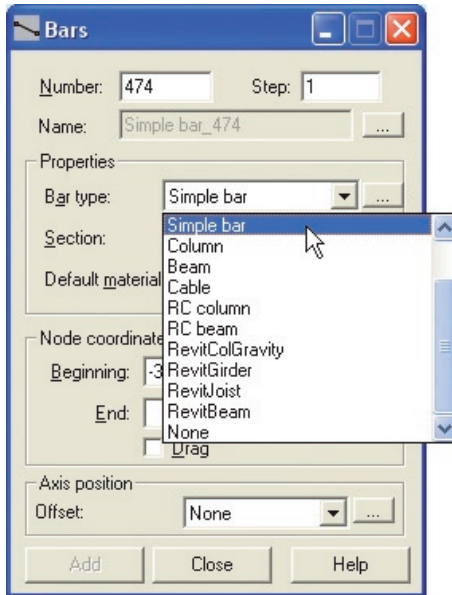 Bars
Number: 474 Step: 1
Name: Simple bar_474 ...
Properties
Bar type: Simple bar ...
Simple bar
Section:
Column
Beam
Default material
Cable
RC column
RC beam
Node coordinate
RevitColGravity
Beginning: -3
RevitGirder
RevitJoist
End:
RevitBeam
None
Drag
Axis position
Offset: None ...
Add Close Help